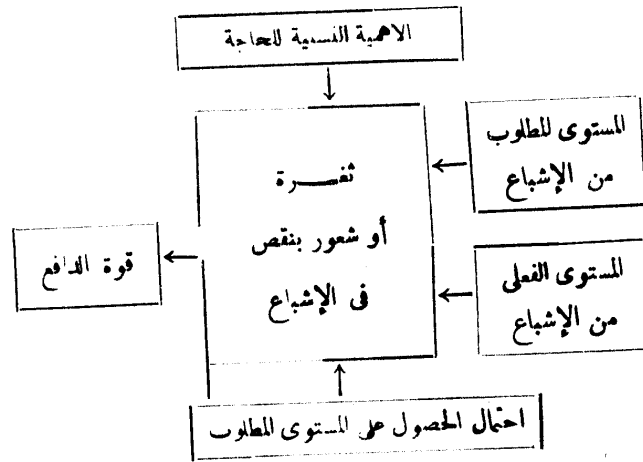 الاهمية النسبية للحاجة
المستوى المطلوب
من الإشباع
ثغـــرة
أو شعور بنقص
فى الإشباع
المستوى الفعلى
من الإشباع
قوة الدافع
احتمال الحصول على المستوى المطلوب